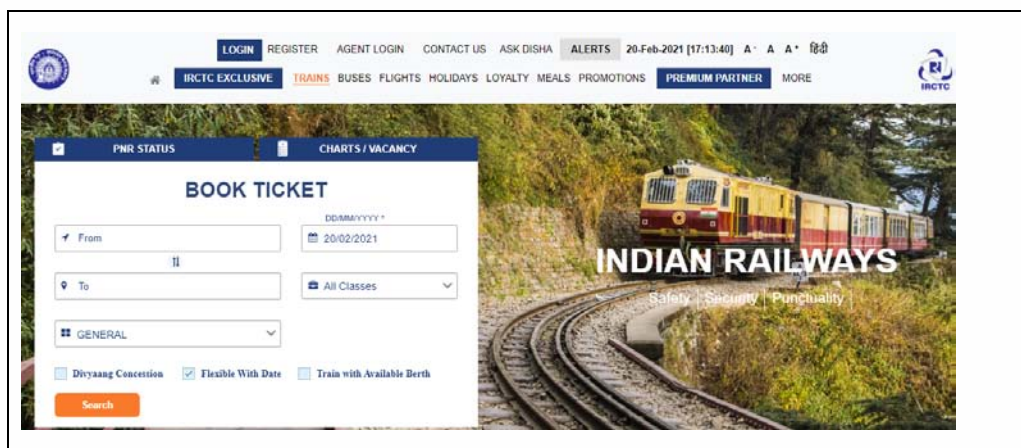 LOGIN REGISTER AGENT LOGIN CONTACT US ASK DISHA ALERTS 20-Feb-2021 [17:13:40] A- A A+ हिंदी
IRCTC EXCLUSIVE TRAINS BUSES FLIGHTS HOLIDAYS LOYALTY MEALS PROMOTIONS PREMIUM PARTNER MORE
IRCTC
PNR STATUS CHARTS / VACANCY
BOOK TICKET
DD/MM/YYYY *
From 20/02/2021
To All Classes
GENERAL
Divyaang Concession Flexible With Date Train with Available Berth
Search
INDIAN RAILWAYS
Safety | Security | Punctuality